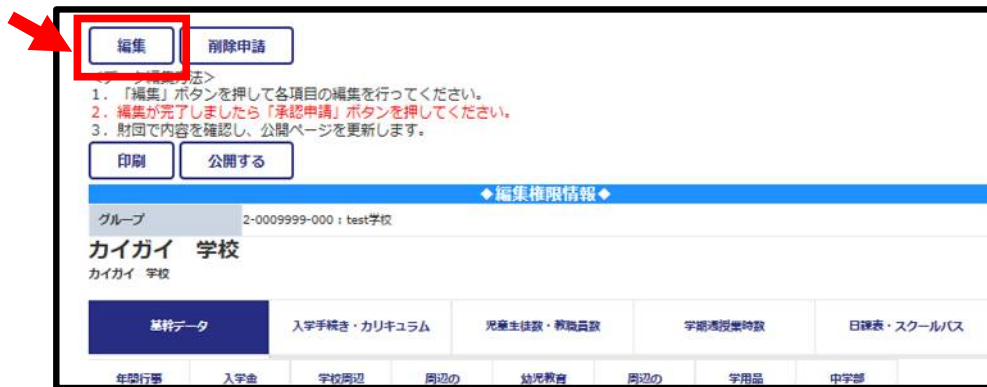 編集 削除申請
<データ編集方法>
1. 「編集」ボタンを押して各項目の編集を行ってください。
2. 編集が完了しましたら「承認申請」ボタンを押してください。
3. 財団で内容を確認し、公開ページを更新します。
印刷 公開する
◆編集権限情報◆
グループ 2-0009999-000 : test学校
カイガイ 学校
カイガイ 学校
基幹データ 入学手続き・カリキュラム 児童生徒数・教職員数 学期週授業時数 日課表・スクールバス
年間行事 入学金 学校周辺 周辺の 幼児教育 周辺の 学用品 中学部